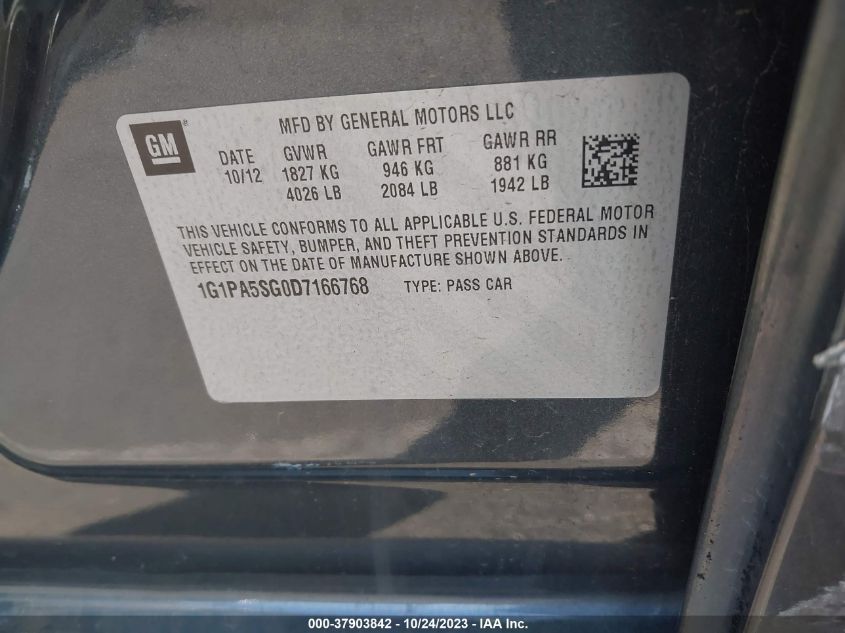 GM
®
MFD BY GENERAL MOTORS LLC
DATE GVWR GAWR FRT GAWR RR
10/12 1827 KG 946 KG 881 KG
4026 LB 2084 LB 1942 LB
THIS VEHICLE CONFORMS TO ALL APPLICABLE U.S. FEDERAL MOTOR
VEHICLE SAFETY, BUMPER, AND THEFT PREVENTION STANDARDS IN
EFFECT ON THE DATE OF MANUFACTURE SHOWN ABOVE.
1G1PA5SG0D7166768 TYPE: PASS CAR
000-37903842 - 10/24/2023 - IAA Inc.